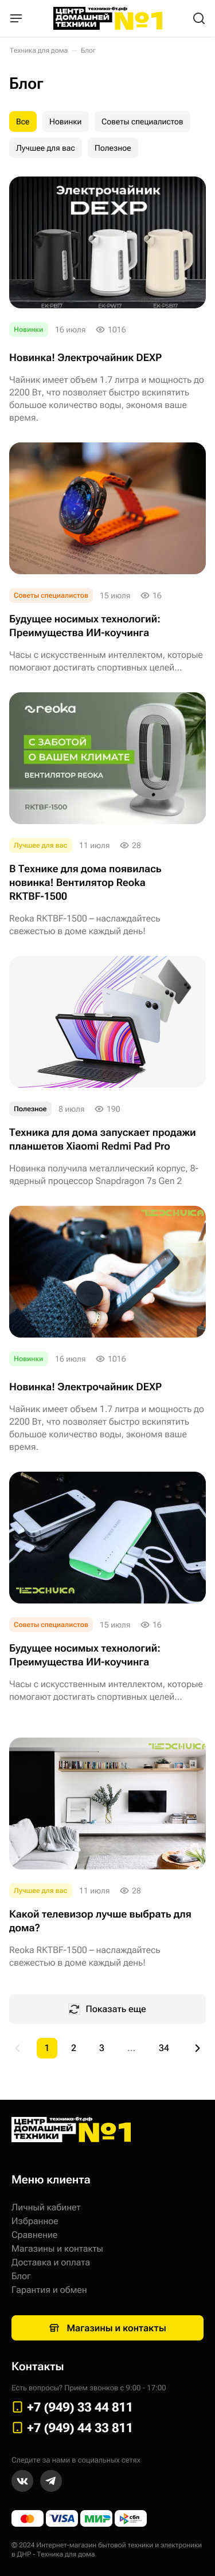 техника-бт.рф
ЦЕНТР
ДОМАШНЕЙ
ТЕХНИКИ
№1
Техника для дома — Блог
Блог
Все
Новинки
Советы специалистов
Лучшее для вас
Полезное
Электрочайник
DEXP
EK-PB17
EK-PW17
EK-PSB17
Новинки 16 июля 1016
Новинка! Электрочайник DEXP
Чайник имеет объем 1.7 литра и мощность до
2200 Вт, что позволяет быстро вскипятить
большое количество воды, экономя ваше
время.
Советы специалистов 15 июля 16
Будущее носимых технологий:
Преимущества ИИ-коучинга
Часы с искусственным интеллектом, которые
помогают достигать спортивных целей...
reoka
С ЗАБОТОЙ
О ВАШЕМ КЛИМАТЕ
ВЕНТИЛЯТОР REOKA
RKTBF-1500
Лучшее для вас 11 июля 28
В Технике для дома появилась
новинка! Вентилятор Reoka
RKTBF-1500
Reoka RKTBF-1500 – наслаждайтесь
свежестью в доме каждый день!
Полезное 8 июля 190
Техника для дома запускает продажи
планшетов Xiaomi Redmi Pad Pro
Новинка получила металлический корпус, 8-
ядерный процессор Snapdragon 7s Gen 2
Новинки 16 июля 1016
Новинка! Электрочайник DEXP
Чайник имеет объем 1.7 литра и мощность до
2200 Вт, что позволяет быстро вскипятить
большое количество воды, экономя ваше
время.
Советы специалистов 15 июля 16
Будущее носимых технологий:
Преимущества ИИ-коучинга
Часы с искусственным интеллектом, которые
помогают достигать спортивных целей...
Лучшее для вас 11 июля 28
Какой телевизор лучше выбрать для
дома?
Reoka RKTBF-1500 – наслаждайтесь
свежестью в доме каждый день!
Показать еще
1 2 3 ... 34
техника-бт.рф
ЦЕНТР
ДОМАШНЕЙ
ТЕХНИКИ
№1
Меню клиента
Личный кабинет
Избранное
Сравнение
Магазины и контакты
Доставка и оплата
Блог
Гарантия и обмен
Магазины и контакты
Контакты
Есть вопросы? Прием звонков с 9:00 - 17:00
+7 (949) 33 44 811
+7 (949) 44 33 811
Следите за нами в социальных сетях
VISA
МИР
сбп
© 2024 Интернет-магазин бытовой техники и электроники
в ДНР - Техника для дома